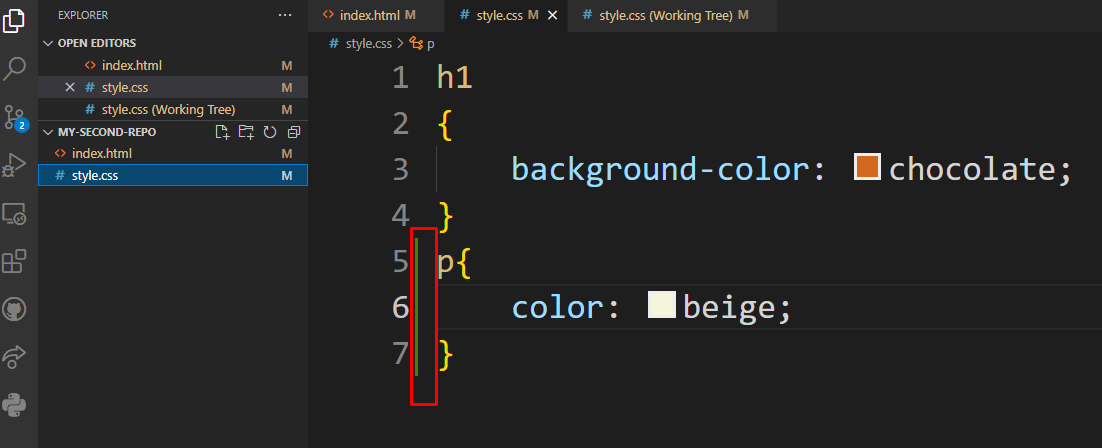 EXPLORER ···
OPEN EDITORS
<> index.html M
× # style.css M
# style.css (Working Tree) M
MY-SECOND-REPO
<> index.html M
# style.css M
2
<> index.html M # style.css M × # style.css (Working Tree) M
# style.css > p
1 h1
2 {
3 background-color: chocolate;
4 }
5 p{
6 color: beige;
7 }